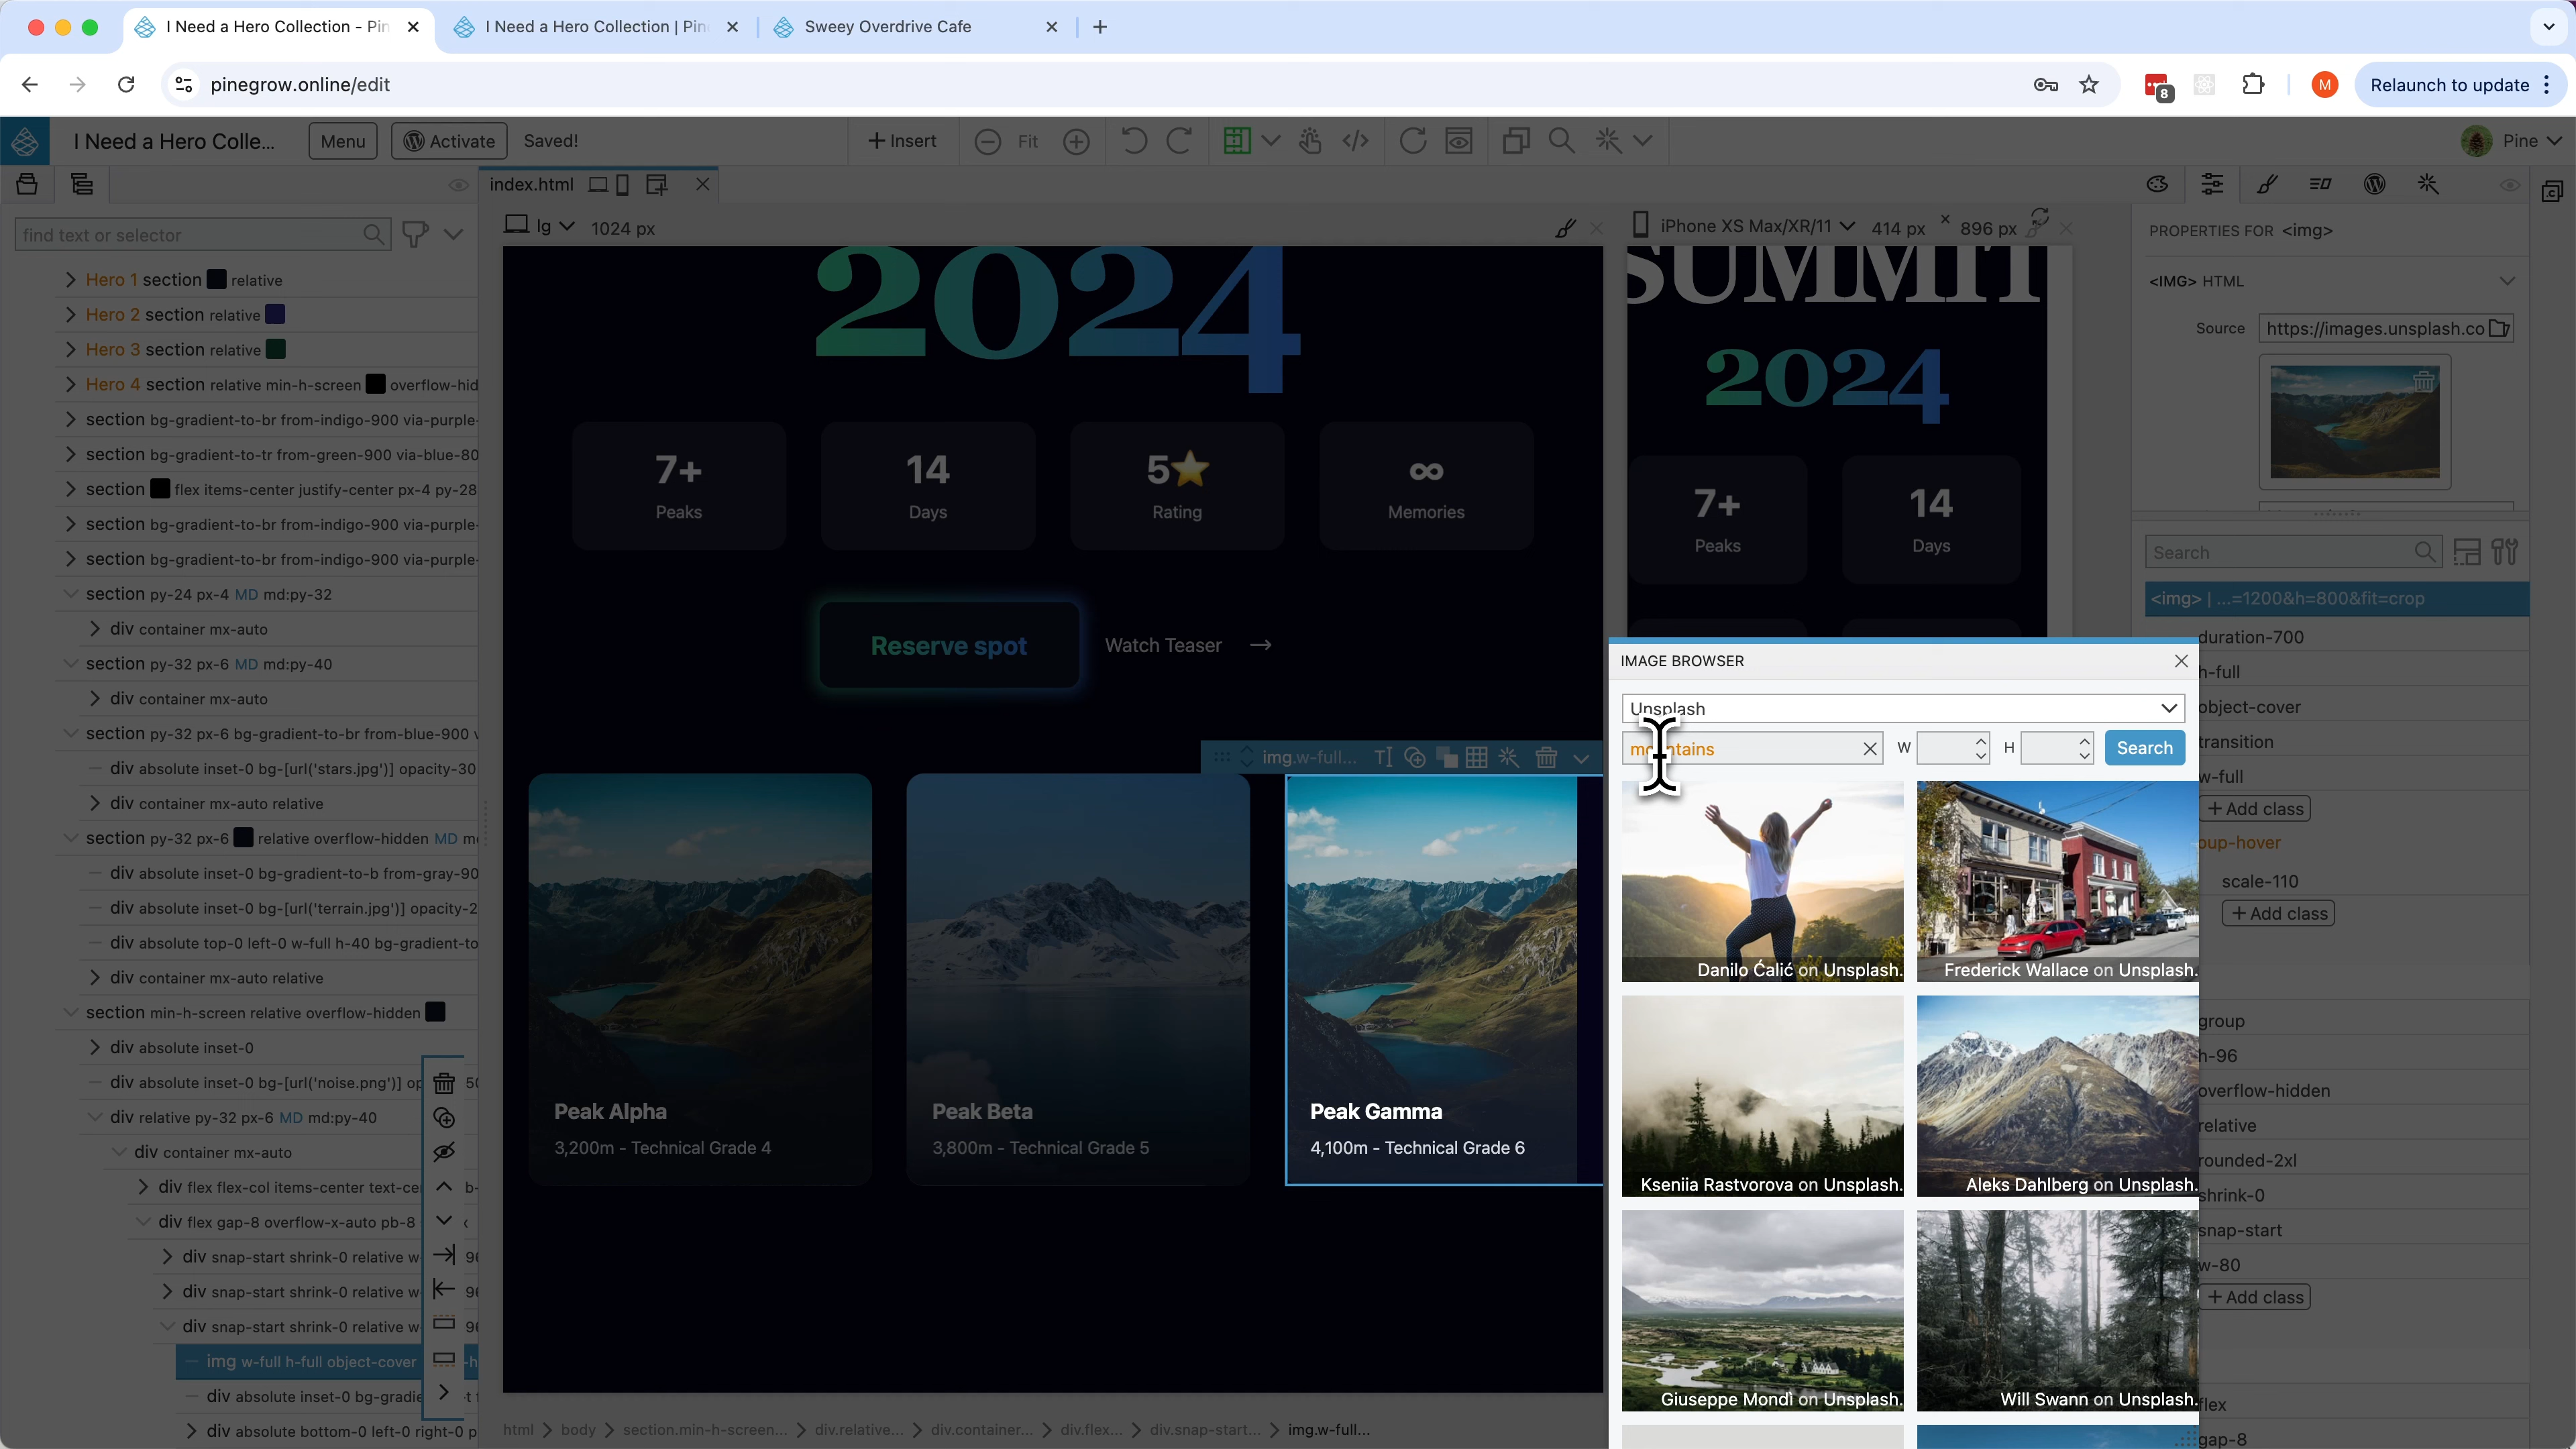 I Need a Hero Collection - Pin
I Need a Hero Collection | Pin
Sweey Overdrive Cafe
pinegrow.online/edit
8
M
Relaunch to update
I Need a Hero Colle...
Menu
Activate
Saved!
Insert
Fit
Pine
index.html
find text or selector
lg
1024 px
iPhone XS Max/XR/11
414 px
×
896 px
PROPERTIES FOR <img>
<IMG> HTML
Source
https://images.unsplash.co
Hero 1 section relative
Hero 2 section relative
Hero 3 section relative
Hero 4 section relative min-h-screen overflow-hid
section bg-gradient-to-br from-indigo-900 via-purple-
section bg-gradient-to-tr from-green-900 via-blue-80
section flex items-center justify-center px-4 py-28
section bg-gradient-to-br from-indigo-900 via-purple-
section bg-gradient-to-br from-indigo-900 via-purple-
section py-24 px-4 MD md:py-32
div container mx-auto
section py-32 px-6 MD md:py-40
div container mx-auto
section py-32 px-6 bg-gradient-to-br from-blue-900 v
div absolute inset-0 bg-[url('stars.jpg')] opacity-30
div container mx-auto relative
section py-32 px-6 relative overflow-hidden MD m
div absolute inset-0 bg-gradient-to-b from-gray-90
div absolute inset-0 bg-[url('terrain.jpg')] opacity-2
div absolute top-0 left-0 w-full h-40 bg-gradient-to
div container mx-auto relative
section min-h-screen relative overflow-hidden
div absolute inset-0
div absolute inset-0 bg-[url('noise.png')] op 50
div relative py-32 px-6 MD md:py-40
div container mx-auto
div flex flex-col items-center text-cen b-
div flex gap-8 overflow-x-auto pb-8
div snap-start shrink-0 relative w- 96
div snap-start shrink-0 relative w- 96
div snap-start shrink-0 relative w- 96
img w-full h-full object-cover -h
div absolute inset-0 bg-gradie t
div absolute bottom-0 left-0 right-0 p
2024
7+
Peaks
14
Days
5⭐
Rating
∞
Memories
Reserve spot
Watch Teaser →
img.w-full...
Peak Alpha
3,200m - Technical Grade 4
Peak Beta
3,800m - Technical Grade 5
Peak Gamma
4,100m - Technical Grade 6
html
body
section.min-h-screen...
div.relative...
div.container...
div.flex...
div.snap-start...
img.w-full...
SUMMIT
2024
7+
Peaks
14
Days
IMAGE BROWSER
Unsplash
mountains
W
H
Search
Danilo Ćalić on Unsplash.
Frederick Wallace on Unsplash.
Kseniia Rastvorova on Unsplash.
Aleks Dahlberg on Unsplash.
Giuseppe Mondì on Unsplash.
Will Swann on Unsplash.
Search
<img> | ...=1200&h=800&fit=crop
duration-700
h-full
object-cover
transition
w-full
+ Add class
oup-hover
scale-110
+ Add class
group
h-96
overflow-hidden
relative
rounded-2xl
shrink-0
snap-start
w-80
+ Add class
flex
gap-8